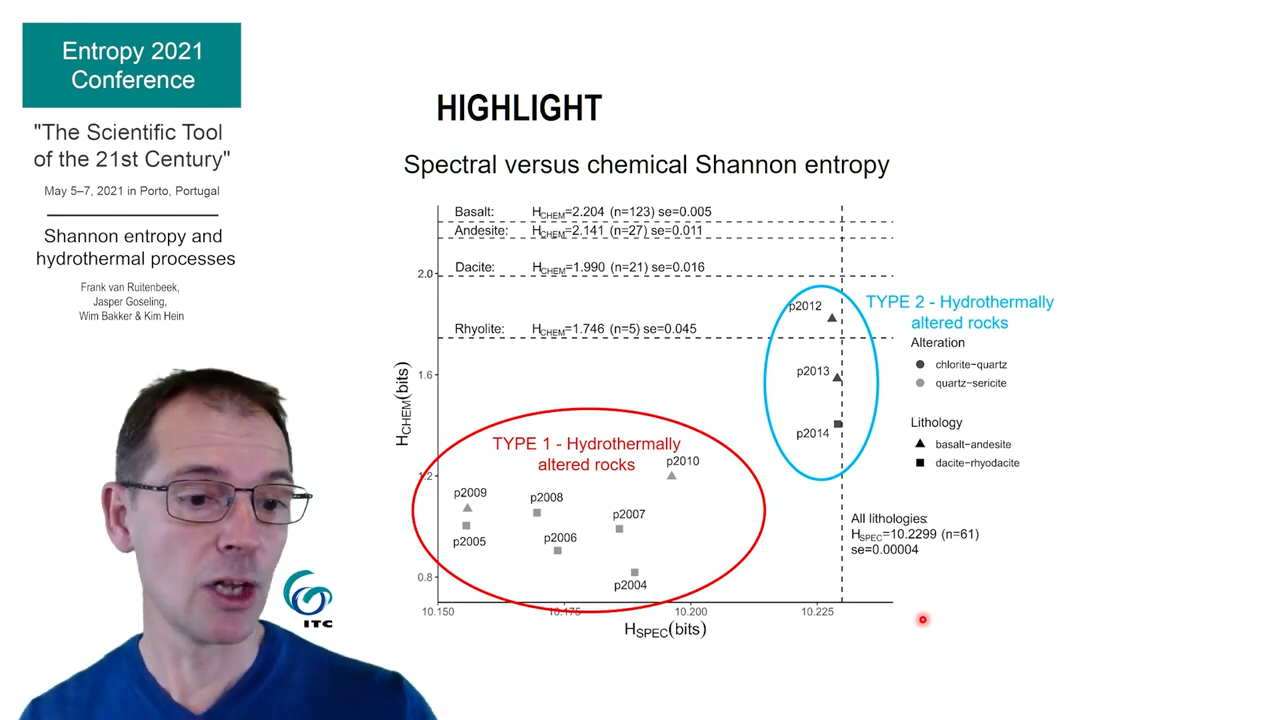 Entropy 2021
Conference
"The Scientific Tool
of the 21st Century"
May 5–7, 2021 in Porto, Portugal
Shannon entropy and
hydrothermal processes
Frank van Ruitenbeek,
Jasper Goseling,
Wim Bakker & Kim Hein
HIGHLIGHT
Spectral versus chemical Shannon entropy
Basalt: HCHEM=2.204 (n=123) se=0.005
Andesite: HCHEM=2.141 (n=27) se=0.011
Dacite: HCHEM=1.990 (n=21) se=0.016
Rhyolite: HCHEM=1.746 (n=5) se=0.045
2.0
1.6
1.2
0.8
HCHEM(bits)
TYPE 1 - Hydrothermally
altered rocks
p2010
p2009
p2008
p2007
p2005
p2006
p2004
p2012
p2013
p2014
TYPE 2 - Hydrothermally
altered rocks
Alteration
chlorite−quartz
quartz−sericite
Lithology
basalt−andesite
dacite−rhyodacite
All lithologies:
HSPEC=10.2299 (n=61)
se=0.00004
10.150
10.175
10.200
10.225
HSPEC(bits)
ITC